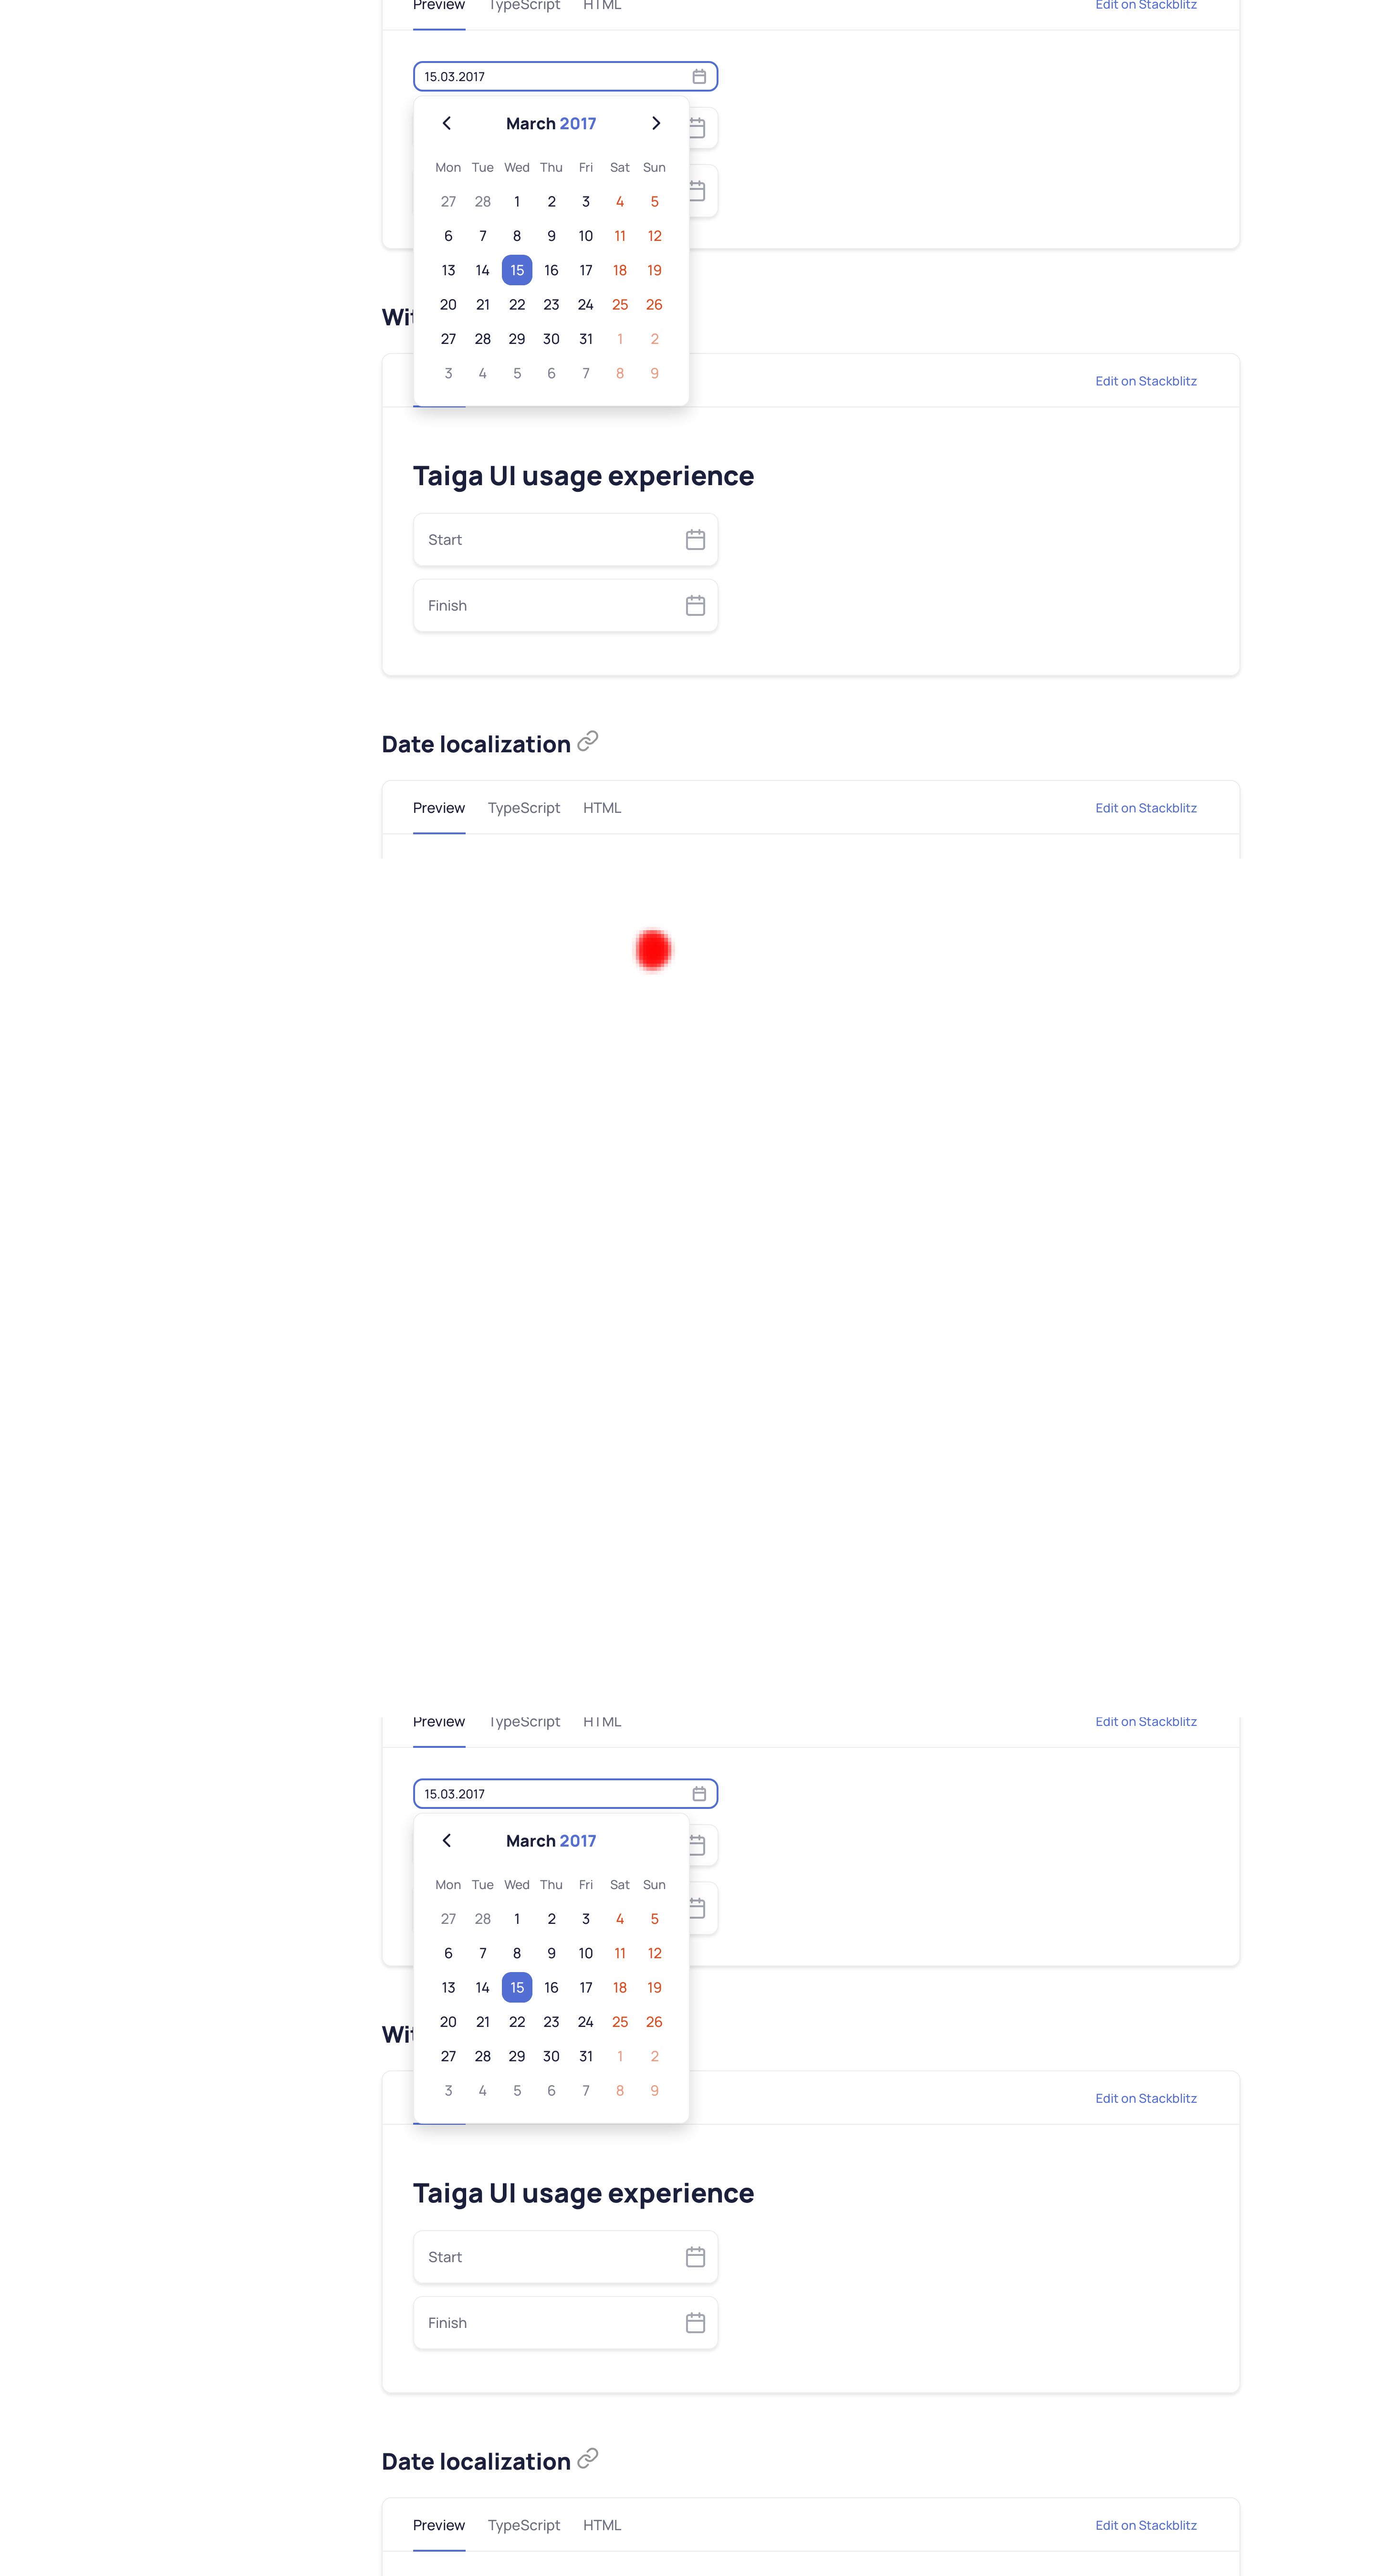 Preview TypeScript HTML Edit on Stackblitz
15.03.2017
March 2017
Mon Tue Wed Thu Fri Sat Sun
27 28 1 2 3 4 5
6 7 8 9 10 11 12
13 14 15 16 17 18 19
20 21 22 23 24 25 26
27 28 29 30 31 1 2
3 4 5 6 7 8 9
Edit on Stackblitz
Taiga UI usage experience
Start
Finish
Date localization
Preview TypeScript HTML Edit on Stackblitz
Preview TypeScript HTML Edit on Stackblitz
15.03.2017
March 2017
Mon Tue Wed Thu Fri Sat Sun
27 28 1 2 3 4 5
6 7 8 9 10 11 12
13 14 15 16 17 18 19
20 21 22 23 24 25 26
27 28 29 30 31 1 2
3 4 5 6 7 8 9
Edit on Stackblitz
Taiga UI usage experience
Start
Finish
Date localization
Preview TypeScript HTML Edit on Stackblitz